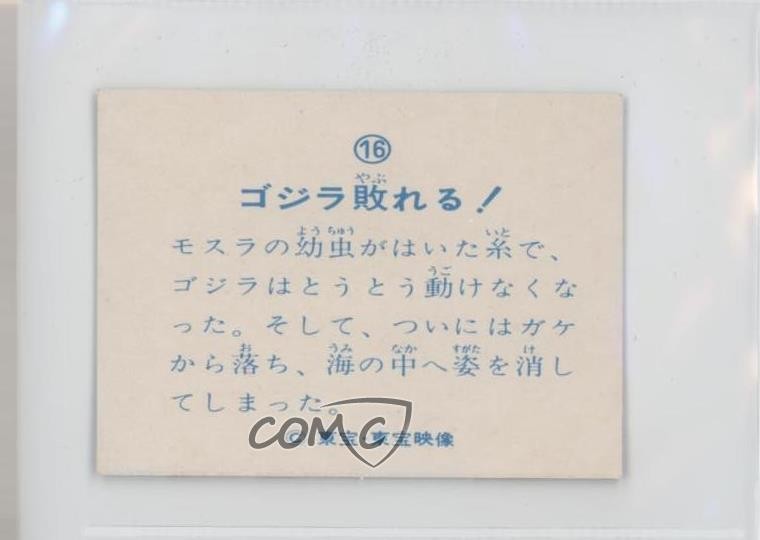 ⑯
ゴジラ敗れる！
モスラの幼虫がはいた糸で、
ゴジラはとうとう動けなくな
った。そして、ついにはガケ
から落ち、海の中へ姿を消し
てしまった。
© 東宝 東宝映像
COMC